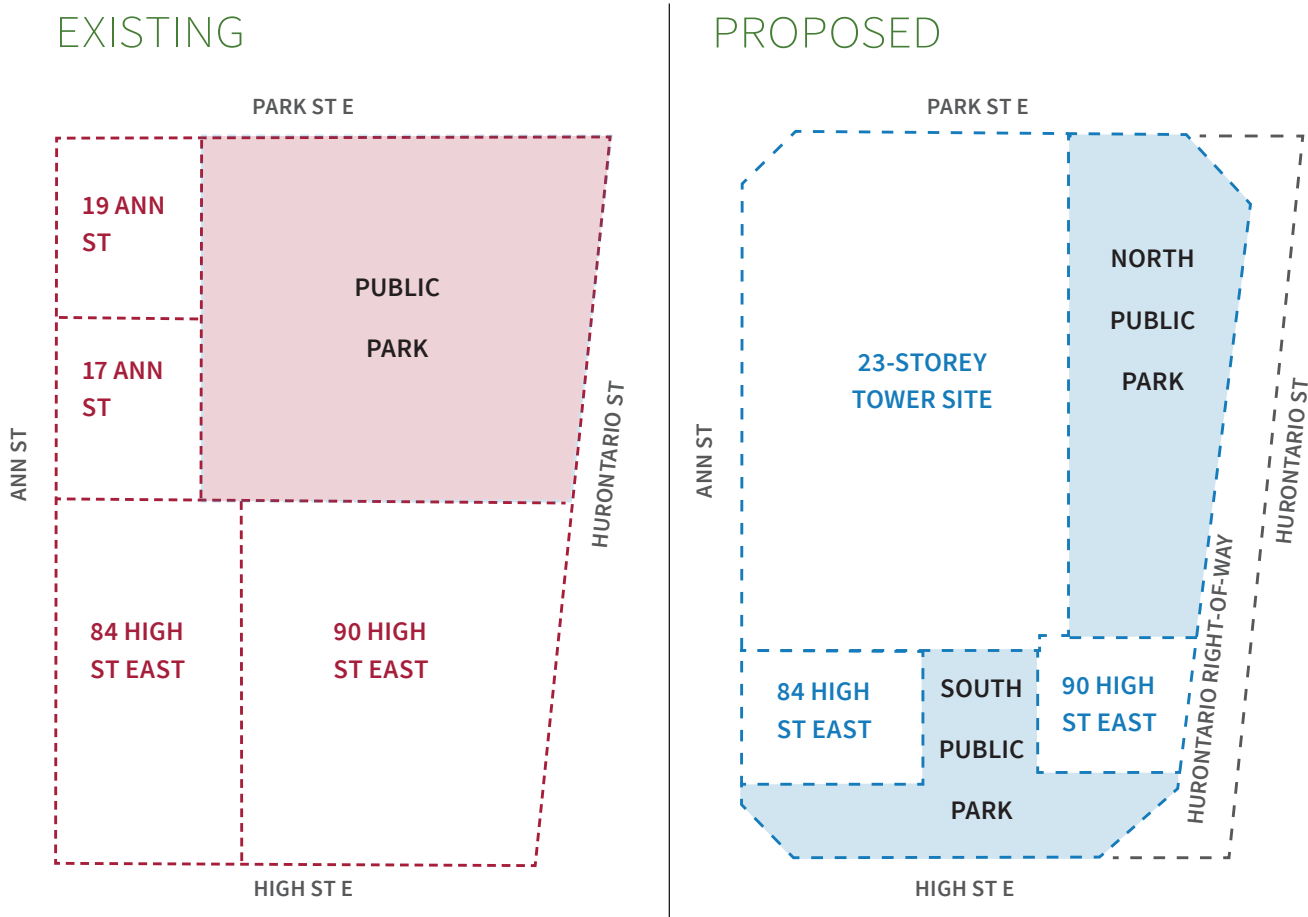 EXISTING
PARK ST E
19 ANN
ST
PUBLIC
PARK
17 ANN
ST
ANN ST
HURONTARIO ST
84 HIGH
ST EAST
90 HIGH
ST EAST
HIGH ST E
PROPOSED
PARK ST E
NORTH
PUBLIC
PARK
23-STOREY
TOWER SITE
ANN ST
HURONTARIO ST
HURONTARIO RIGHT-OF-WAY
84 HIGH
ST EAST
SOUTH
PUBLIC
PARK
90 HIGH
ST EAST
HIGH ST E